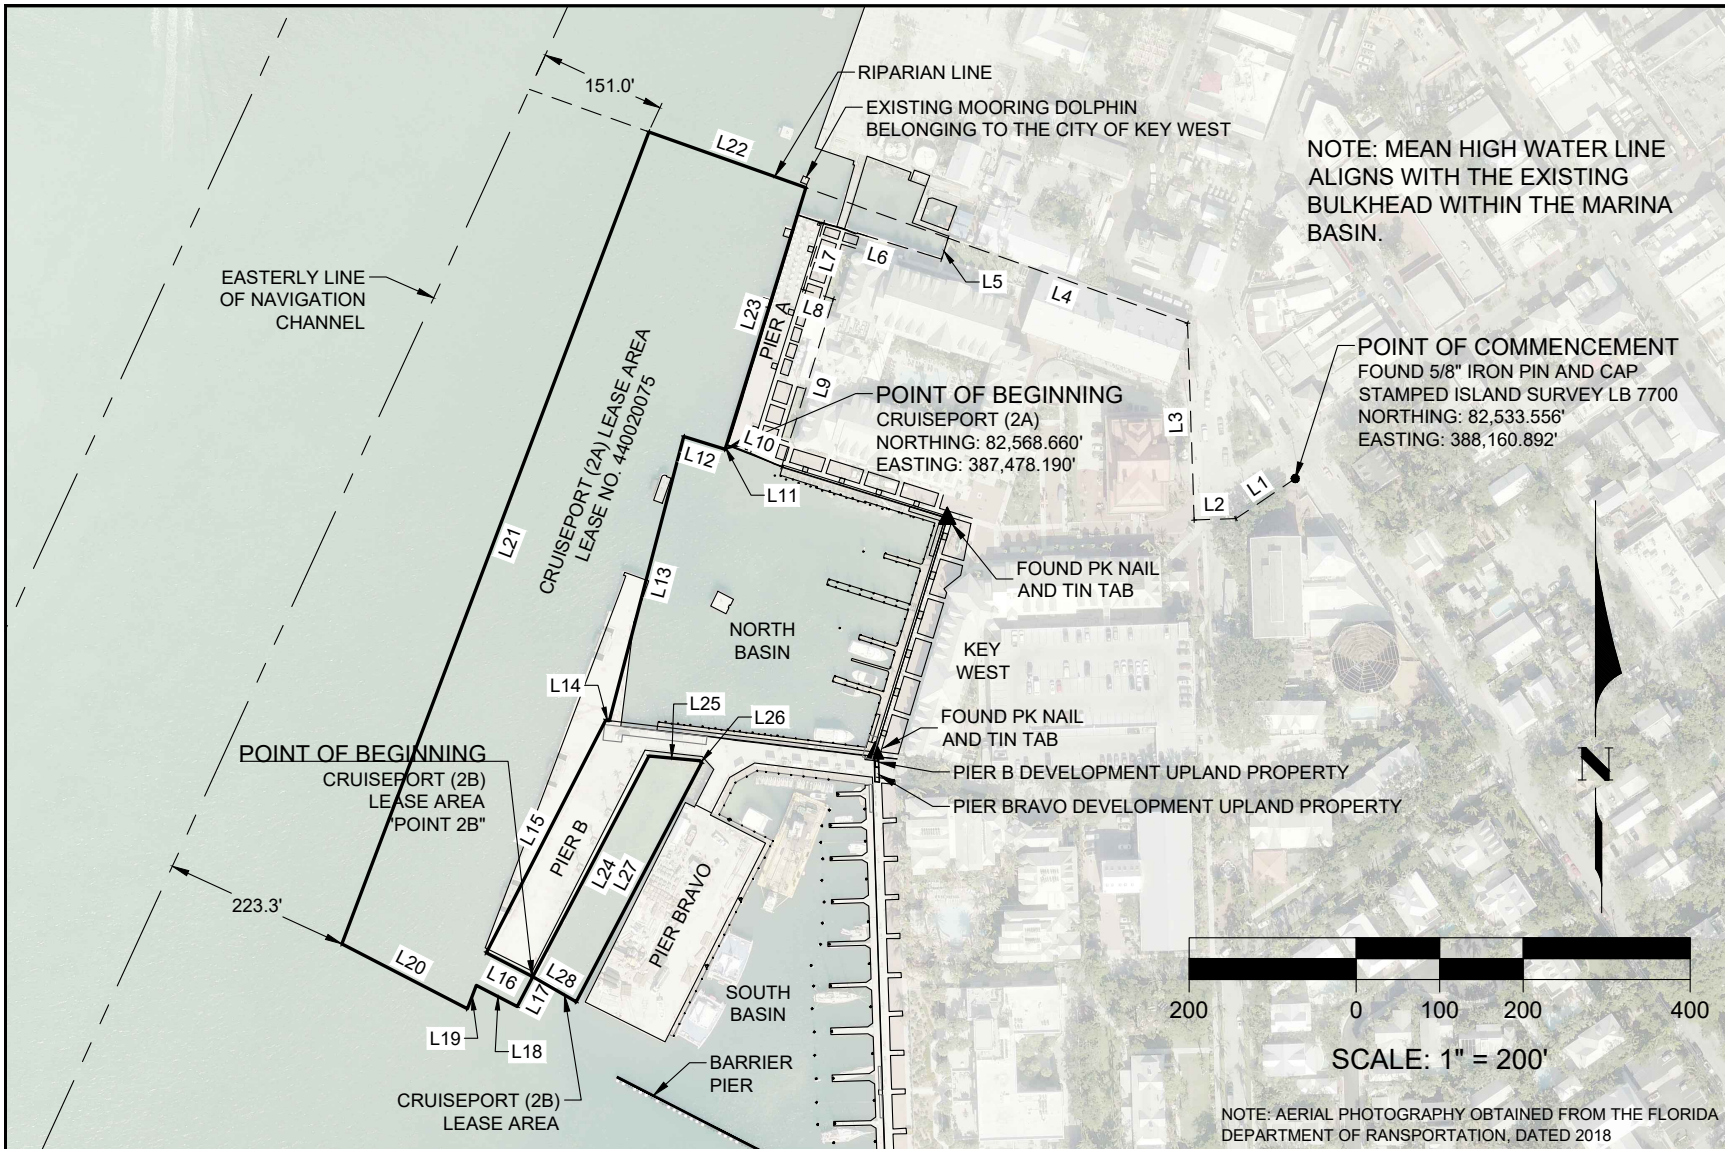 151.0'
RIPARIAN LINE
EXISTING MOORING DOLPHIN
BELONGING TO THE CITY OF KEY WEST
L22
NOTE: MEAN HIGH WATER LINE
ALIGNS WITH THE EXISTING
BULKHEAD WITHIN THE MARINA
BASIN.
EASTERLY LINE
OF NAVIGATION
CHANNEL
L7
L6
L5
L4
L8
L23
PIER A
L9
CRUISEPORT (2A) LEASE AREA
LEASE NO. 440020075
POINT OF BEGINNING
CRUISEPORT (2A)
NORTHING: 82,568.660'
EASTING: 387,478.190'
POINT OF COMMENCEMENT
FOUND 5/8" IRON PIN AND CAP
STAMPED ISLAND SURVEY LB 7700
NORTHING: 82,533.556'
EASTING: 388,160.892'
L3
L10
L12
L11
L2
L1
L21
L13
FOUND PK NAIL
AND TIN TAB
NORTH
BASIN
KEY
WEST
L14
L25
L26
FOUND PK NAIL
AND TIN TAB
N
POINT OF BEGINNING
CRUISEPORT (2B)
LEASE AREA
"POINT 2B"
PIER B DEVELOPMENT UPLAND PROPERTY
PIER BRAVO DEVELOPMENT UPLAND PROPERTY
L15
PIER B
L24
L27
PIER BRAVO
223.3'
L20
L16
L17
L28
SOUTH
BASIN
L19
L18
CRUISEPORT (2B)
LEASE AREA
BARRIER
PIER
200 0 100 200 400
SCALE: 1" = 200'
NOTE: AERIAL PHOTOGRAPHY OBTAINED FROM THE FLORIDA
DEPARTMENT OF RANSPORTATION, DATED 2018